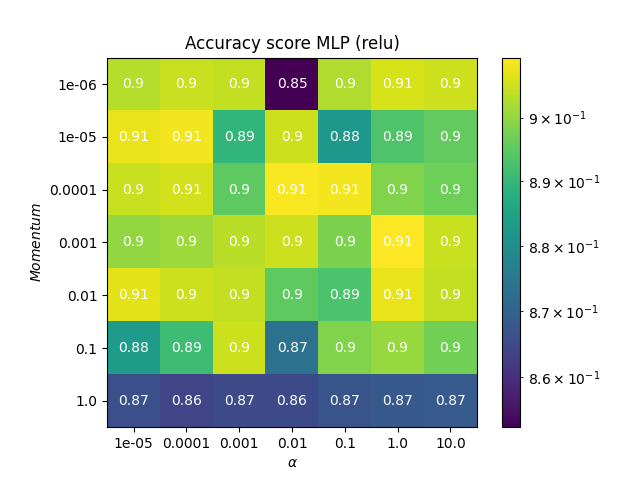 Accuracy score MLP (relu)
1e-06 0.9 0.9 0.9 0.85 0.9 0.91 0.9
1e-05 0.91 0.91 0.89 0.9 0.88 0.89 0.9
0.0001 0.9 0.91 0.9 0.91 0.91 0.9 0.9
0.001 0.9 0.9 0.9 0.9 0.9 0.91 0.9
0.01 0.91 0.9 0.9 0.9 0.89 0.91 0.9
0.1 0.88 0.89 0.9 0.87 0.9 0.9 0.9
1.0 0.87 0.86 0.87 0.86 0.87 0.87 0.87
1e-05 0.0001 0.001 0.01 0.1 1.0 10.0
α
Momentum
9 × 10⁻¹
8.9 × 10⁻¹
8.8 × 10⁻¹
8.7 × 10⁻¹
8.6 × 10⁻¹